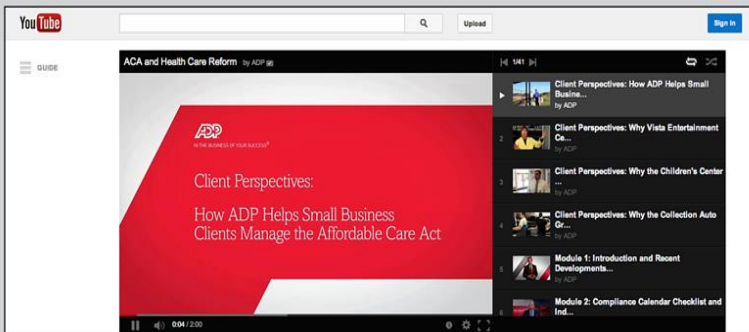 YouTube
Upload
Sign In
GUIDE
ACA and Health Care Reform by ADP
1/41
ADP
IN THE BUSINESS OF YOUR SUCCESS®
Client Perspectives:
How ADP Helps Small Business
Clients Manage the Affordable Care Act
0:04 / 2:00
Client Perspectives: How ADP Helps Small
Busine...
by ADP
2
Client Perspectives: Why Vista Entertainment
Ce...
by ADP
3
Client Perspectives: Why the Children's Center
...
by ADP
4
Client Perspectives: Why the Collection Auto
Gr...
by ADP
5
Module 1: Introduction and Recent
Developments...
by ADP
6
Module 2: Compliance Calendar Checklist and
Ind...